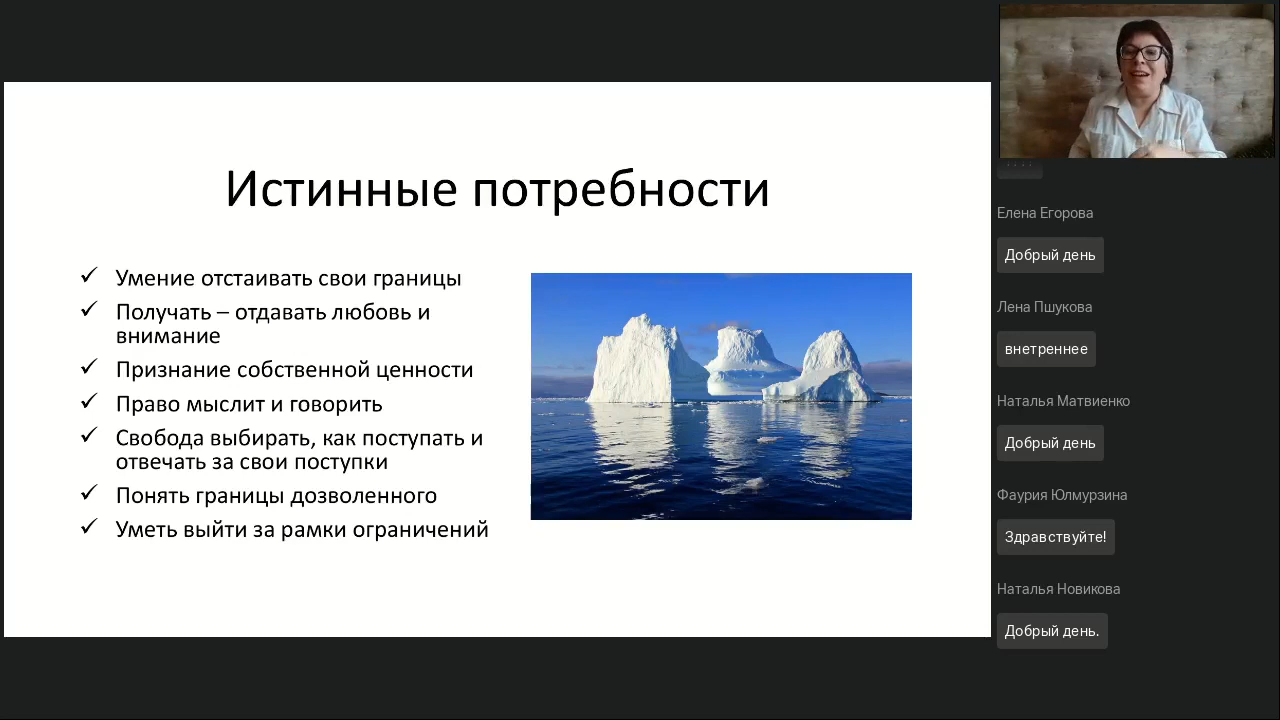 Истинные потребности
Умение отстаивать свои границы
Получать – отдавать любовь и
внимание
Признание собственной ценности
Право мыслит и говорить
Свобода выбирать, как поступать и
отвечать за свои поступки
Понять границы дозволенного
Уметь выйти за рамки ограничений
Елена Егорова
Добрый день
Лена Пшукова
внетреннее
Наталья Матвиенко
Добрый день
Фаурия Юлмурзина
Здравствуйте!
Наталья Новикова
Добрый день.